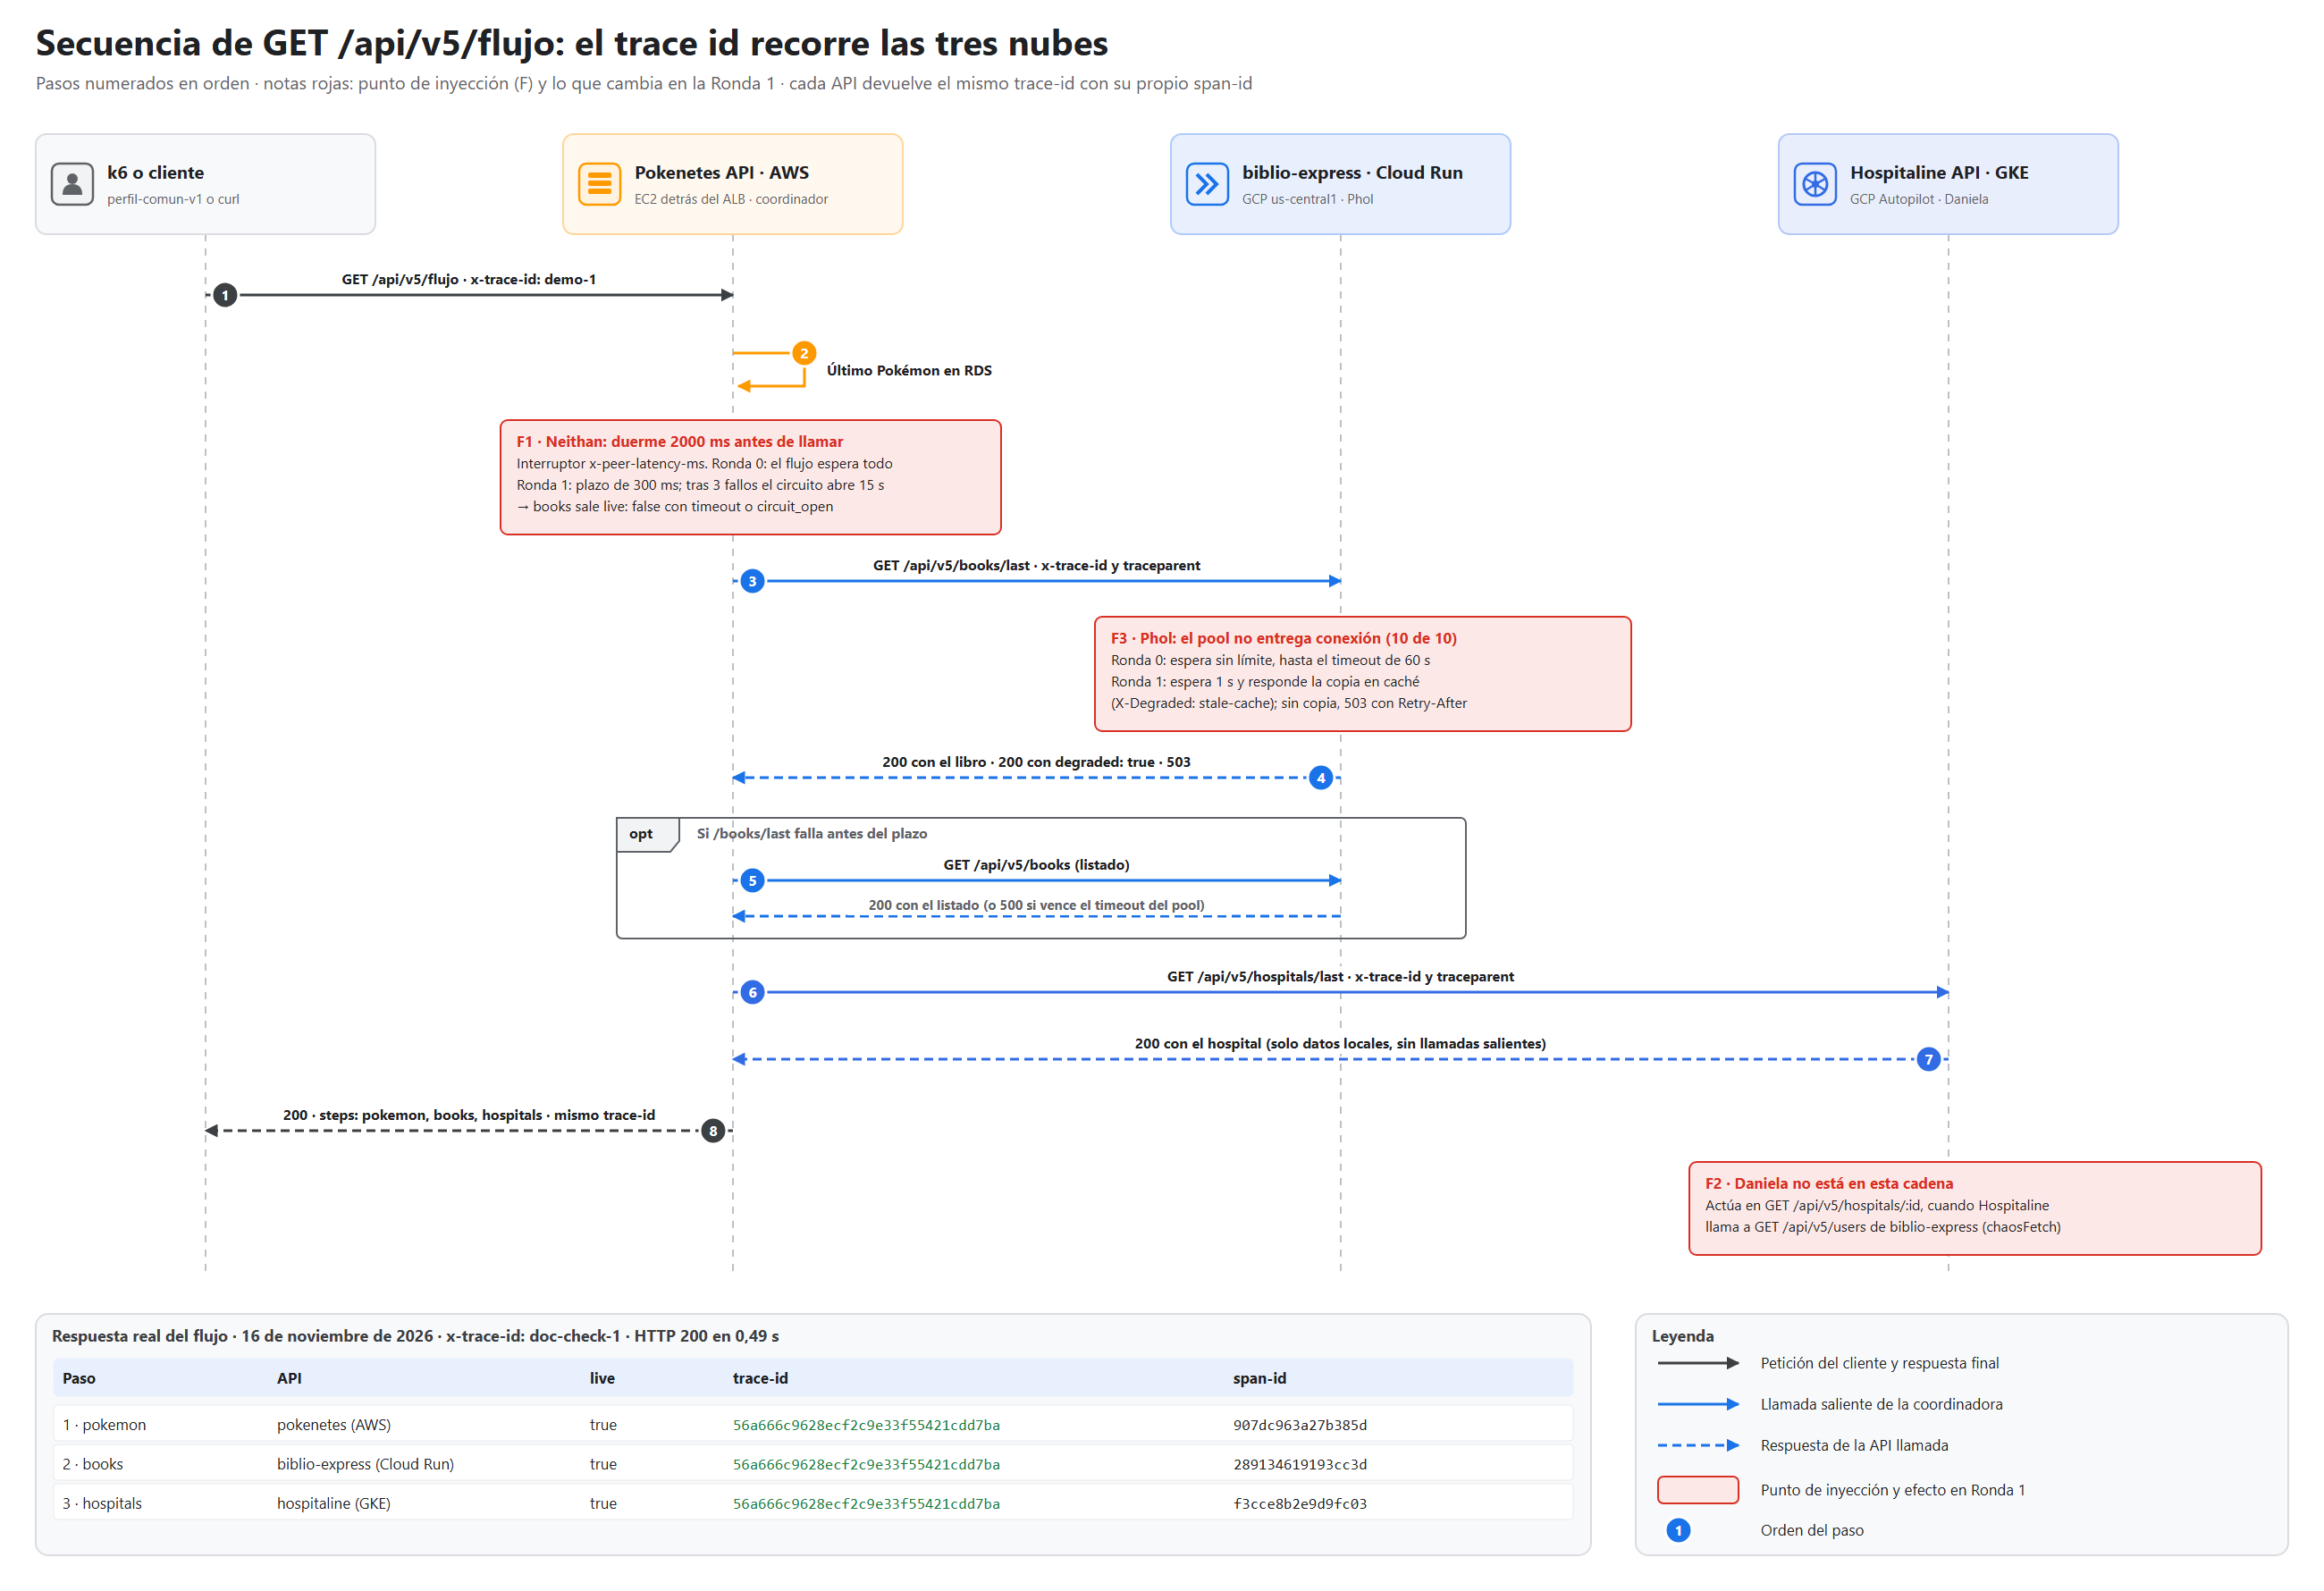 Secuencia de GET /api/v5/flujo: el trace id recorre las tres nubes
Pasos numerados en orden · notas rojas: punto de inyección (F) y lo que cambia en la Ronda 1 · cada API devuelve el mismo trace-id con su propio span-id
k6 o cliente
perfil-comun-v1 o curl
Pokenetes API · AWS
EC2 detrás del ALB · coordinador
biblio-express · Cloud Run
GCP us-central1 · Phol
Hospitaline API · GKE
GCP Autopilot · Daniela
GET /api/v5/flujo · x-trace-id: demo-1
1
2
Último Pokémon en RDS
F1 · Neithan: duerme 2000 ms antes de llamar
Interruptor x-peer-latency-ms. Ronda 0: el flujo espera todo
Ronda 1: plazo de 300 ms; tras 3 fallos el circuito abre 15 s
→ books sale live: false con timeout o circuit_open
GET /api/v5/books/last · x-trace-id y traceparent
3
F3 · Phol: el pool no entrega conexión (10 de 10)
Ronda 0: espera sin límite, hasta el timeout de 60 s
Ronda 1: espera 1 s y responde la copia en caché
(X-Degraded: stale-cache); sin copia, 503 con Retry-After
200 con el libro · 200 con degraded: true · 503
4
opt
Si /books/last falla antes del plazo
GET /api/v5/books (listado)
5
200 con el listado (o 500 si vence el timeout del pool)
GET /api/v5/hospitals/last · x-trace-id y traceparent
6
200 con el hospital (solo datos locales, sin llamadas salientes)
7
200 · steps: pokemon, books, hospitals · mismo trace-id
8
F2 · Daniela no está en esta cadena
Actúa en GET /api/v5/hospitals/:id, cuando Hospitaline
llama a GET /api/v5/users de biblio-express (chaosFetch)
Respuesta real del flujo · 16 de noviembre de 2026 · x-trace-id: doc-check-1 · HTTP 200 en 0,49 s
Paso API live trace-id span-id
1 · pokemon pokenetes (AWS) true 56a666c9628ecf2c9e33f55421cdd7ba 907dc963a27b385d
2 · books biblio-express (Cloud Run) true 56a666c9628ecf2c9e33f55421cdd7ba 289134619193cc3d
3 · hospitals hospitaline (GKE) true 56a666c9628ecf2c9e33f55421cdd7ba f3cce8b2e9d9fc03
Leyenda
Petición del cliente y respuesta final
Llamada saliente de la coordinadora
Respuesta de la API llamada
Punto de inyección y efecto en Ronda 1
1 Orden del paso